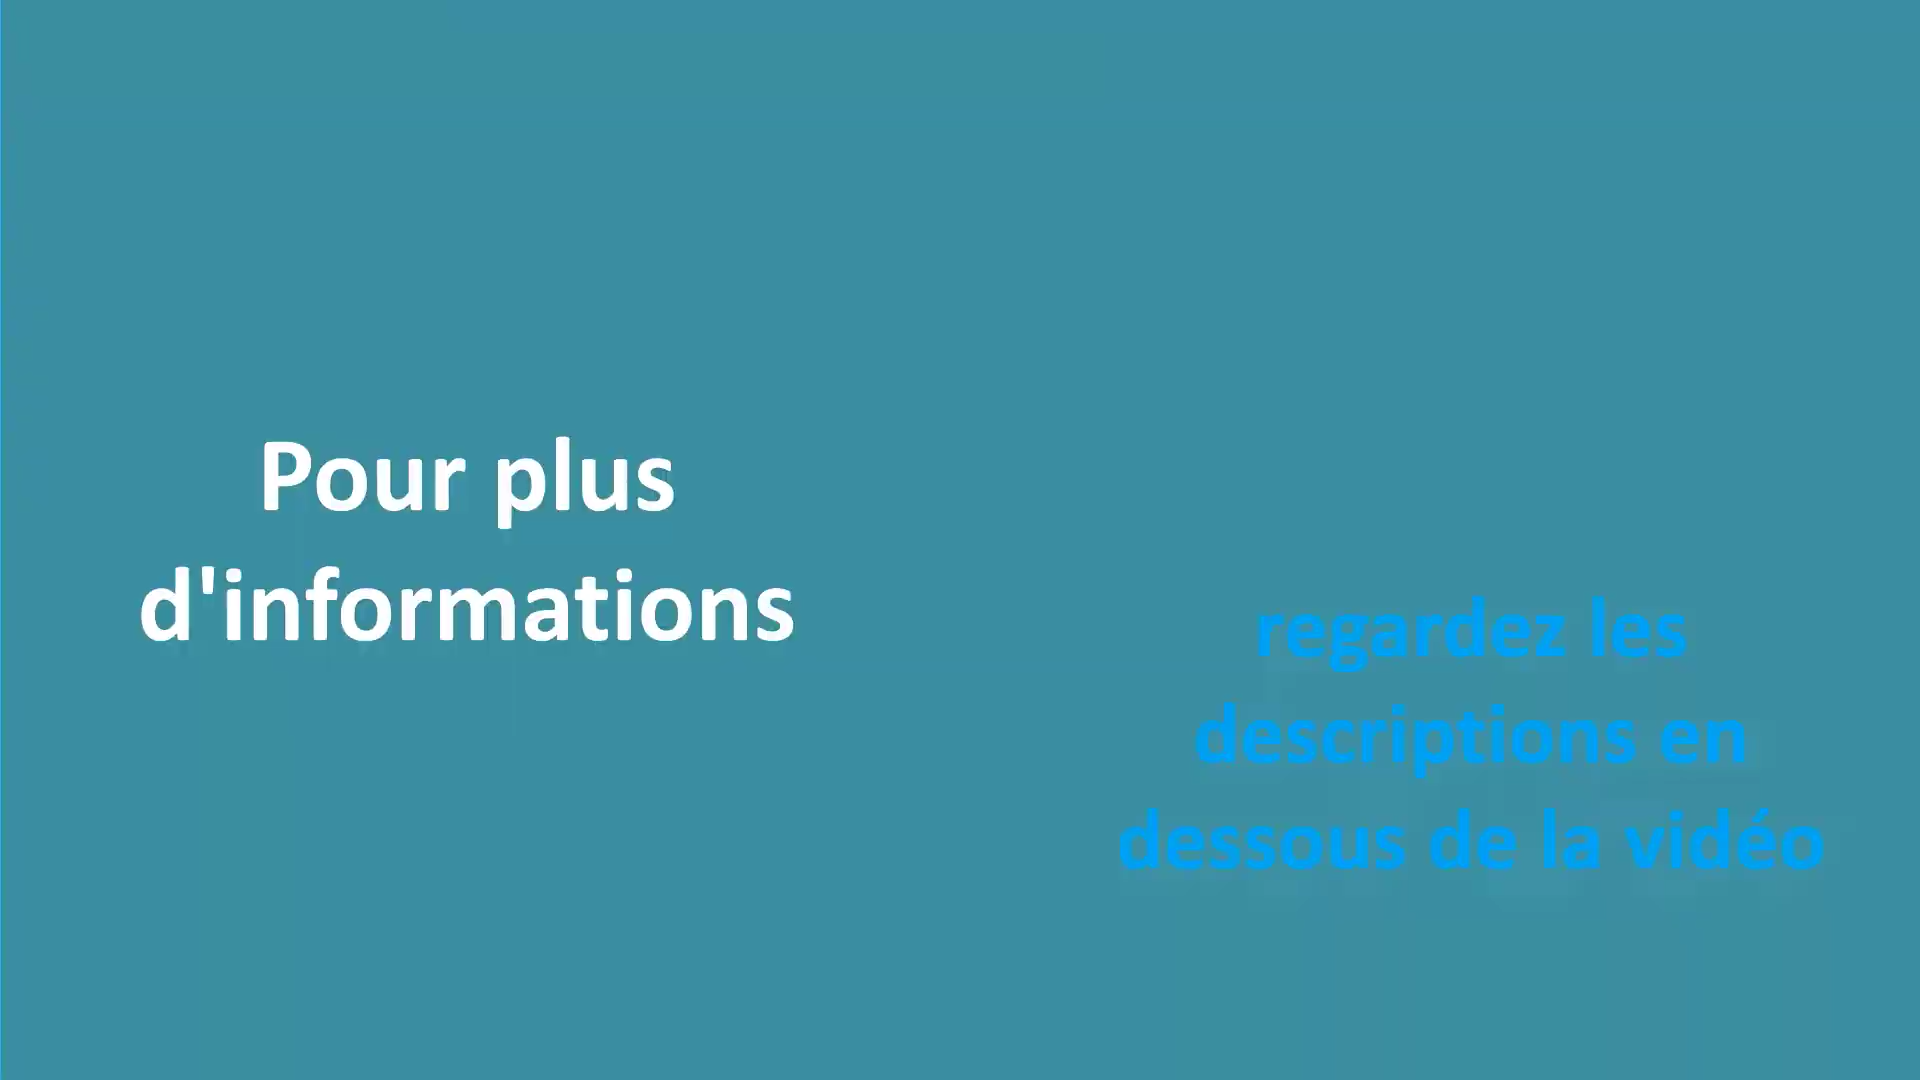 Pour plus
d'informations
regardez les
descriptions en
dessous de la vidéo